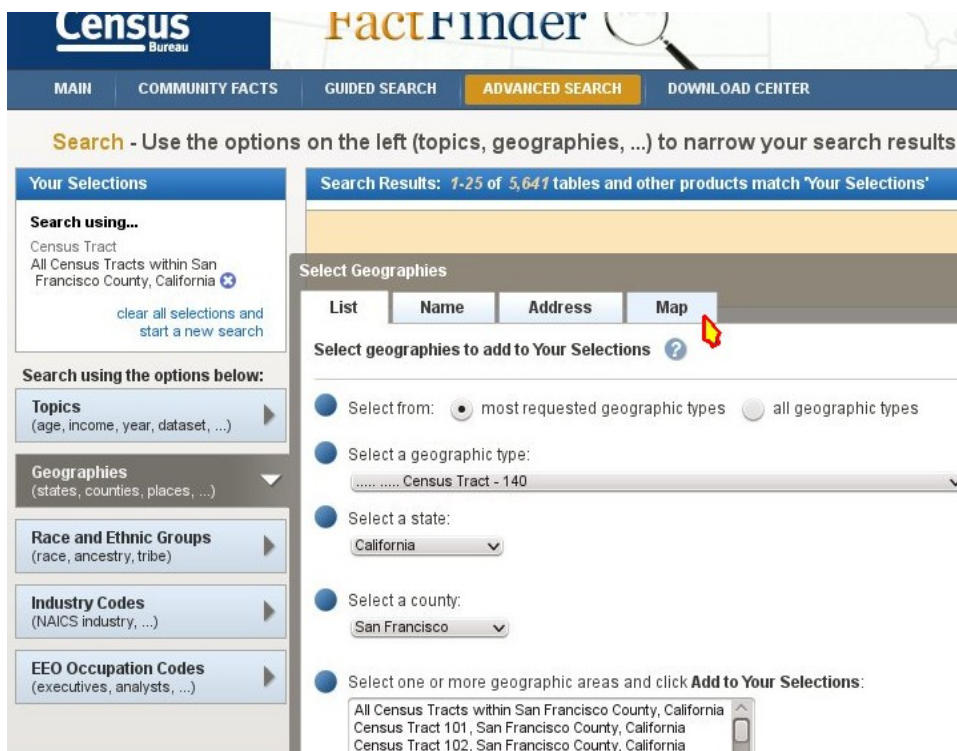 Census
Bureau
FactFinder
MAIN
COMMUNITY FACTS
GUIDED SEARCH
ADVANCED SEARCH
DOWNLOAD CENTER
Search - Use the options on the left (topics, geographies, ...) to narrow your search results
Your Selections
Search using...
Census Tract
All Census Tracts within San
Francisco County, California
clear all selections and
start a new search
Search using the options below:
Topics
(age, income, year, dataset, ...)
Geographies
(states, counties, places, ...)
Race and Ethnic Groups
(race, ancestry, tribe)
Industry Codes
(NAICS industry, ...)
EEO Occupation Codes
(executives, analysts, ...)
Search Results: 1-25 of 5,641 tables and other products match 'Your Selections'
Select Geographies
List
Name
Address
Map
Select geographies to add to Your Selections ?
Select from: most requested geographic types all geographic types
Select a geographic type:
..... ..... Census Tract - 140
Select a state:
California
Select a county:
San Francisco
Select one or more geographic areas and click Add to Your Selections:
All Census Tracts within San Francisco County, California
Census Tract 101, San Francisco County, California
Census Tract 102, San Francisco County, California